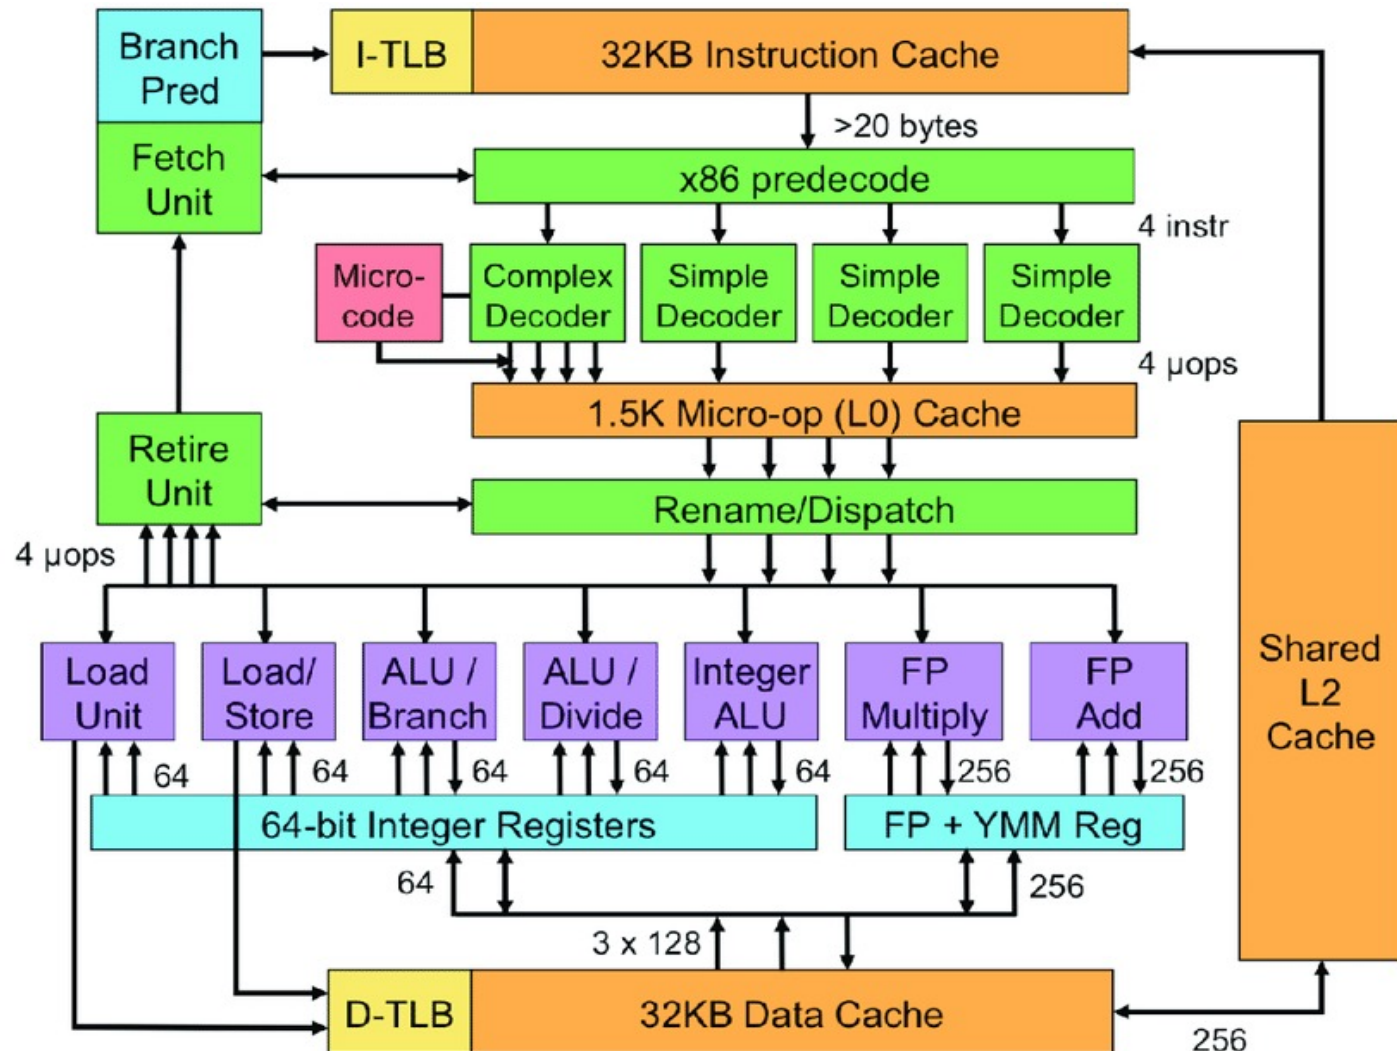 Branch
Pred
I-TLB
32KB Instruction Cache
>20 bytes
Fetch
Unit
x86 predecode
4 instr
Micro-
code
Complex
Decoder
Simple
Decoder
Simple
Decoder
Simple
Decoder
4 µops
1.5K Micro-op (L0) Cache
Retire
Unit
Rename/Dispatch
4 µops
Load
Unit
Load/
Store
ALU /
Branch
ALU /
Divide
Integer
ALU
FP
Multiply
FP
Add
Shared
L2
Cache
64
64
64
64
64
256
256
64-bit Integer Registers
FP + YMM Reg
64
256
3 x 128
D-TLB
32KB Data Cache
256